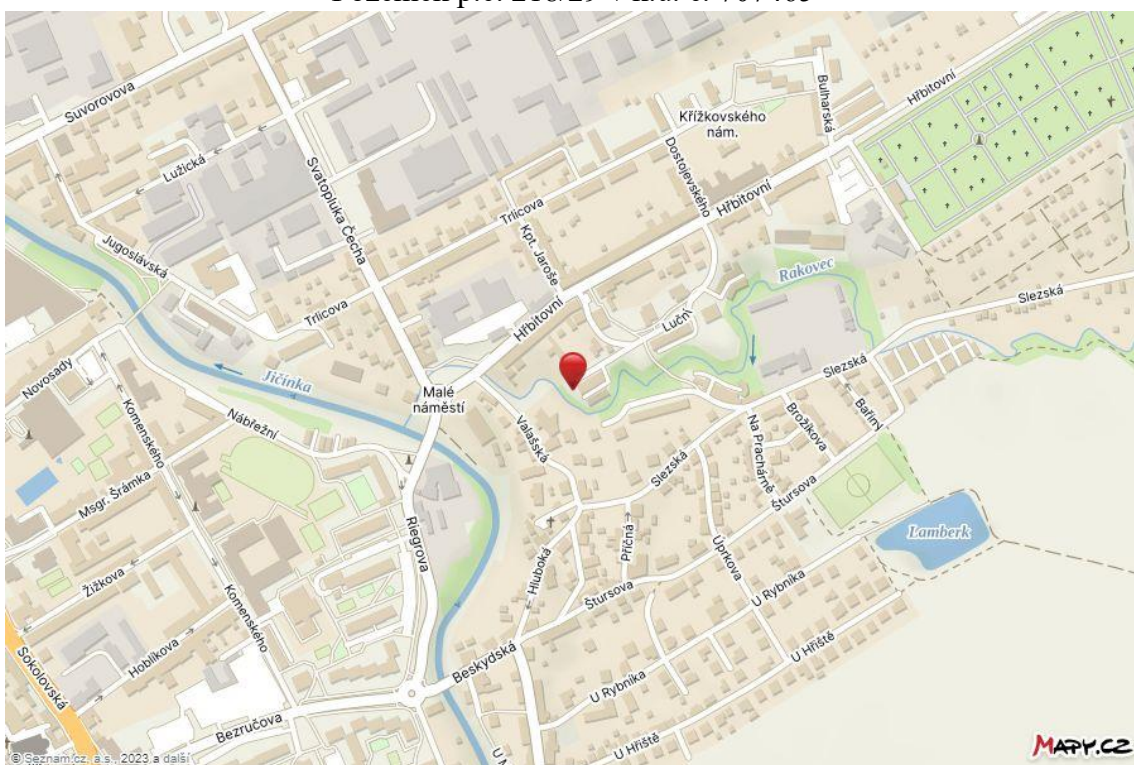 Suvorovova
Lužická
Svatopluka Čecha
Křížkovského
nám.
Bulharská
Hřbitovní
Dostojevského
Trlicova
Hřbitovní
Kpt. Jaroše
Jugoslávská
Trlicova
Hřbitovní
Rakovec
Slezská
Luční
Novosady
Jičínka
Malé
náměstí
Slezská
Komenského
Nábřežní
Valašská
Na Prachárně
Brožíkova
Bařiny
Msgr. Šrámka
Slezská
Štursova
Riegrova
Lamberk
Hluboká
Příčná
Úprkova
Žižkova
Komenského
Štursova
U Rybníka
Hoblíkova
Sokolovská
Beskydská
U Hřiště
U Rybníka
Bezručova
U Hřiště
© Seznam.cz, a.s., 2023 a další
MAPY.CZ